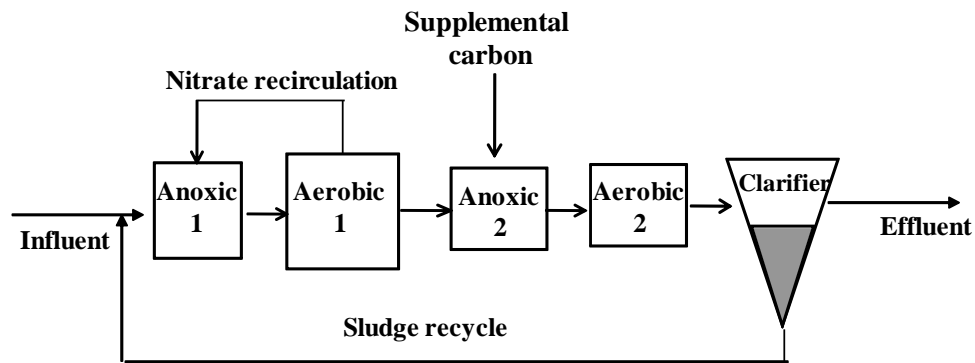 Supplemental
carbon
Nitrate recirculation
Anoxic
1
Aerobic
1
Anoxic
2
Aerobic
2
Clarifier
Influent
Effluent
Sludge recycle